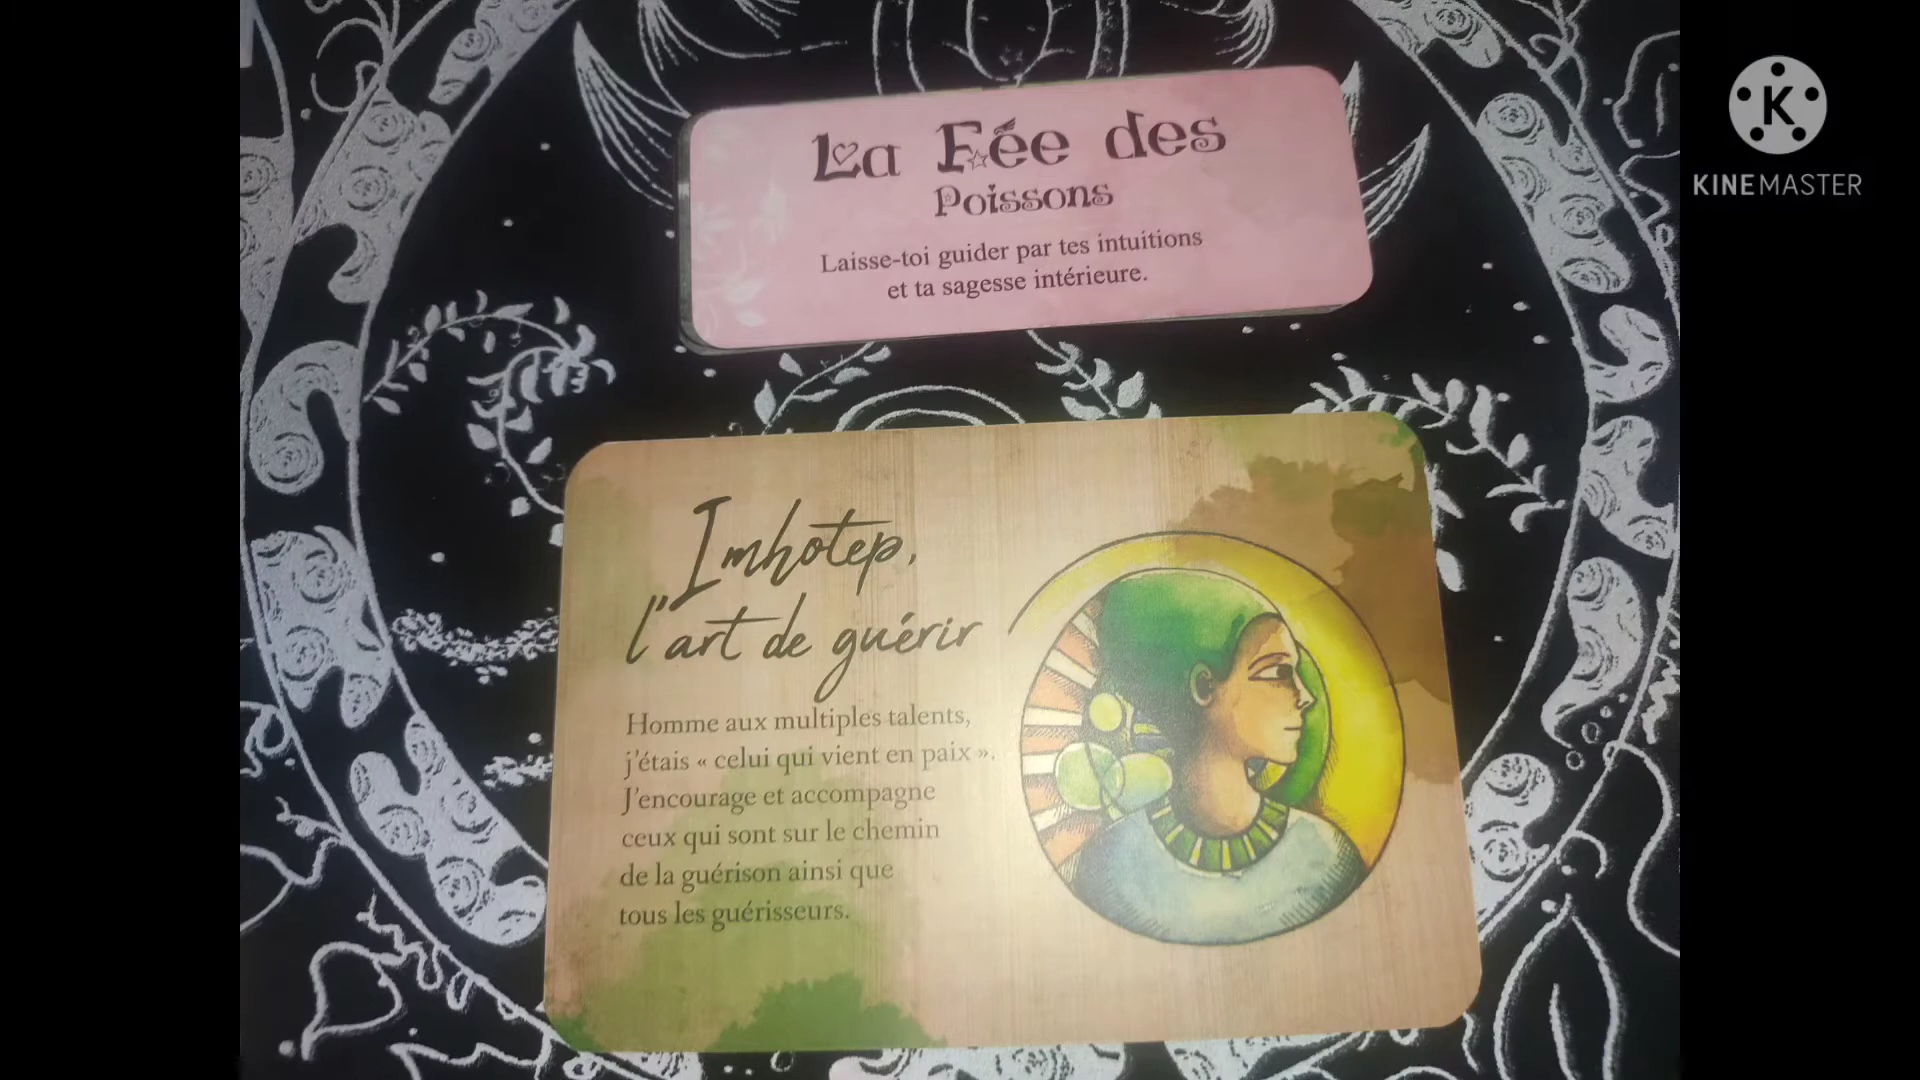 La Fée des
Poissons
Laisse-toi guider par tes intuitions
et ta sagesse intérieure.
K
KINEMASTER
Imhotep,
l'art de guérir
Homme aux multiples talents,
j'étais « celui qui vient en paix ».
J'encourage et accompagne
ceux qui sont sur le chemin
de la guérison ainsi que
tous les guérisseurs.